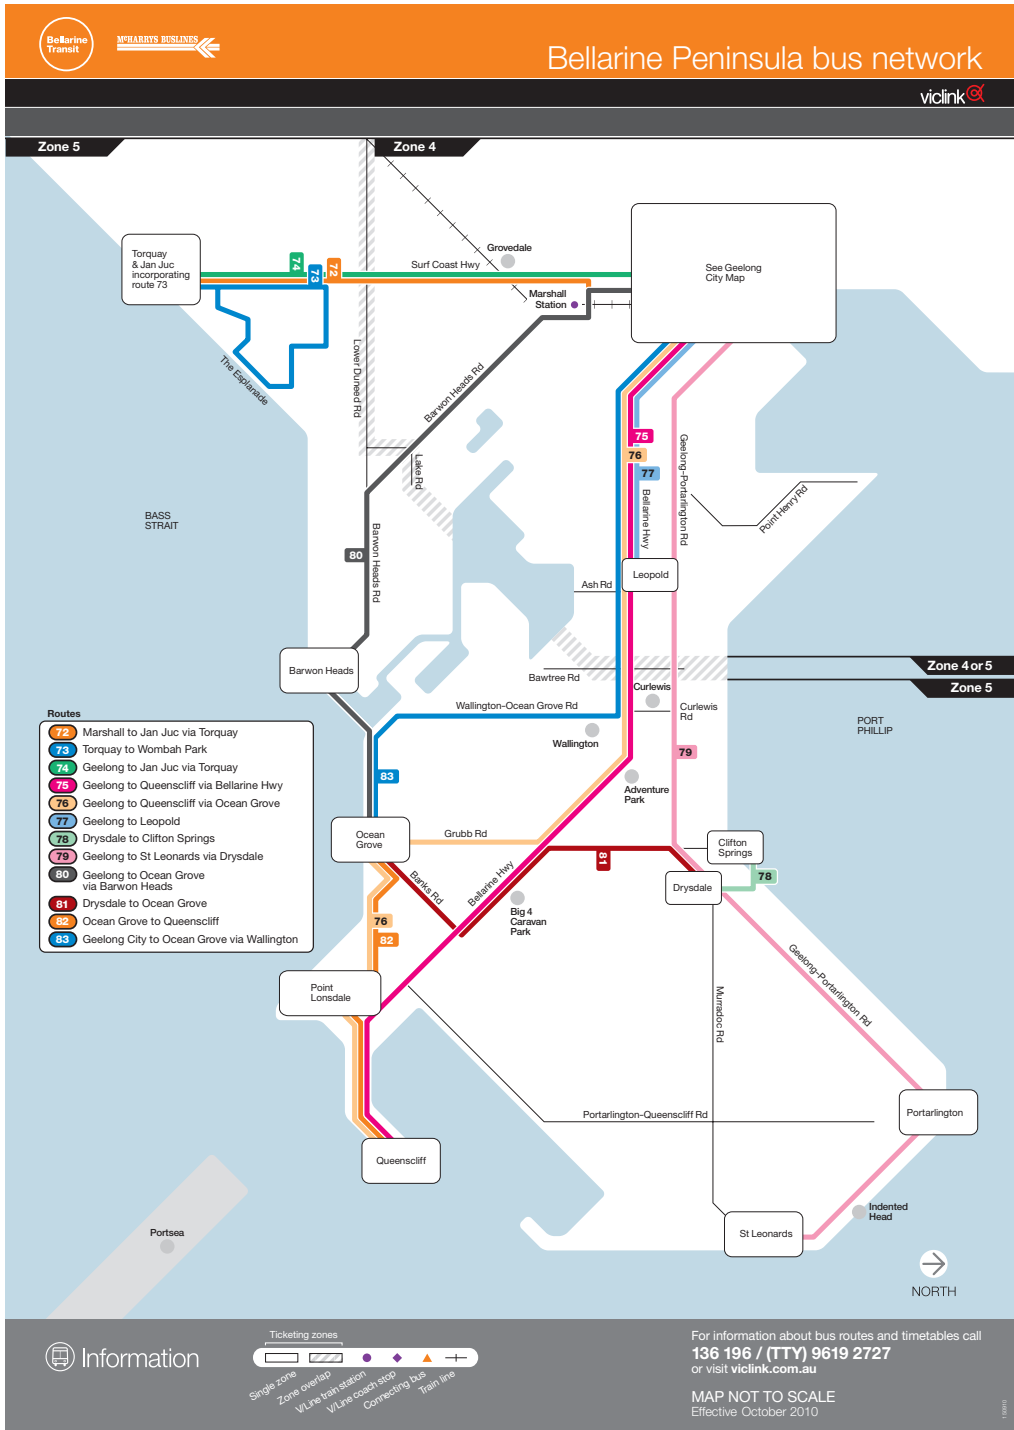 Bellarine
Transit
McHARRYS BUSLINES
Bellarine Peninsula bus network
viclink
Zone 5
Zone 4
Torquay
& Jan Juc
incorporating
route 73
74
73
72
Surf Coast Hwy
Grovedale
Marshall
Station
See Geelong
City Map
The Esplanade
Lower Duneed Rd
Barwon Heads Rd
Lake Rd
75
76
77
Bellarine Hwy
Geelong–Portarlington Rd
Point Henry Rd
BASS
STRAIT
80
Barwon Heads Rd
Leopold
Ash Rd
Barwon Heads
Bawtree Rd
Zone 4 or 5
Zone 5
Curlewis
Curlewis
Rd
Wallington-Ocean Grove Rd
Wallington
PORT
PHILLIP
79
83
Adventure
Park
Routes
72 Marshall to Jan Juc via Torquay
73 Torquay to Wombah Park
74 Geelong to Jan Juc via Torquay
75 Geelong to Queenscliff via Bellarine Hwy
76 Geelong to Queenscliff via Ocean Grove
77 Geelong to Leopold
78 Drysdale to Clifton Springs
79 Geelong to St Leonards via Drysdale
80 Geelong to Ocean Grove
via Barwon Heads
81 Drysdale to Ocean Grove
82 Ocean Grove to Queenscliff
83 Geelong City to Ocean Grove via Wallington
Ocean
Grove
Grubb Rd
Clifton
Springs
81
78
Drysdale
Banks Rd
Bellarine Hwy
Big 4
Caravan
Park
76
82
Geelong–Portarlington Rd
Point
Lonsdale
Murradoc Rd
Portarlington-Queenscliff Rd
Portarlington
Queenscliff
Indented
Head
St Leonards
Portsea
NORTH
Information
Ticketing zones
Single zone
Zone overlap
V/Line train station
V/Line coach stop
Connecting bus
Train line
For information about bus routes and timetables call
136 196 / (TTY) 9619 2727
or visit viclink.com.au
MAP NOT TO SCALE
Effective October 2010